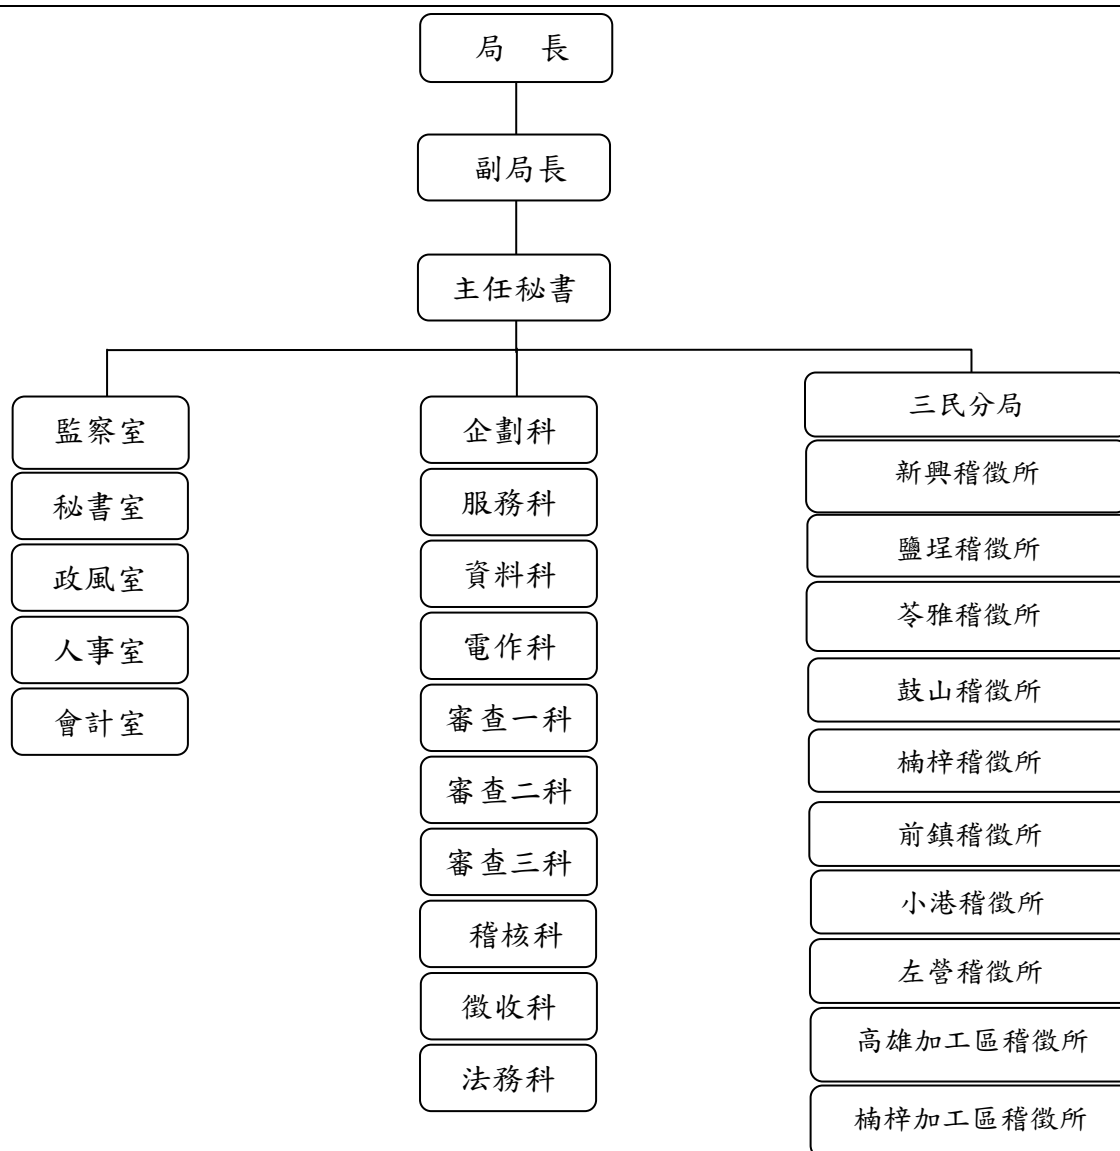 局　長
副局長
主任秘書
監察室
秘書室
政風室
人事室
會計室
企劃科
服務科
資料科
電作科
審查一科
審查二科
審查三科
稽核科
徵收科
法務科
三民分局
新興稽徵所
鹽埕稽徵所
苓雅稽徵所
鼓山稽徵所
楠梓稽徵所
前鎮稽徵所
小港稽徵所
左營稽徵所
高雄加工區稽徵所
楠梓加工區稽徵所